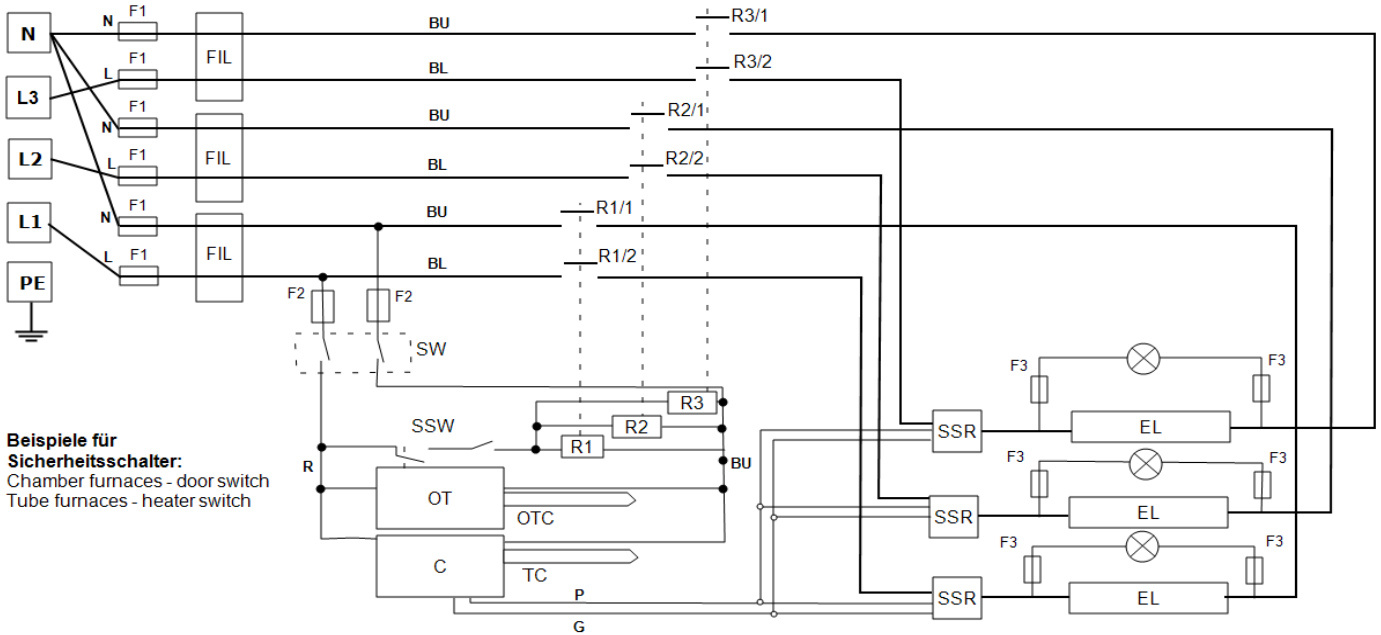 N F1 BU R3/1
N
FIL
L F1 BL R3/2
L3
F1 BU R2/1
N
L2 L F1 FIL BL R2/2
F1 BU R1/1
L1 N
L F1 FIL BL R1/2
PE
F2 F2
SW
F3 F3
R3
SSW R2 SSR EL
R1
Beispiele für
Sicherheitsschalter:
Chamber furnaces - door switch
Tube furnaces - heater switch
R BU
F3 F3
OT
OTC
SSR EL
F3 F3
C
TC
P
SSR EL
G